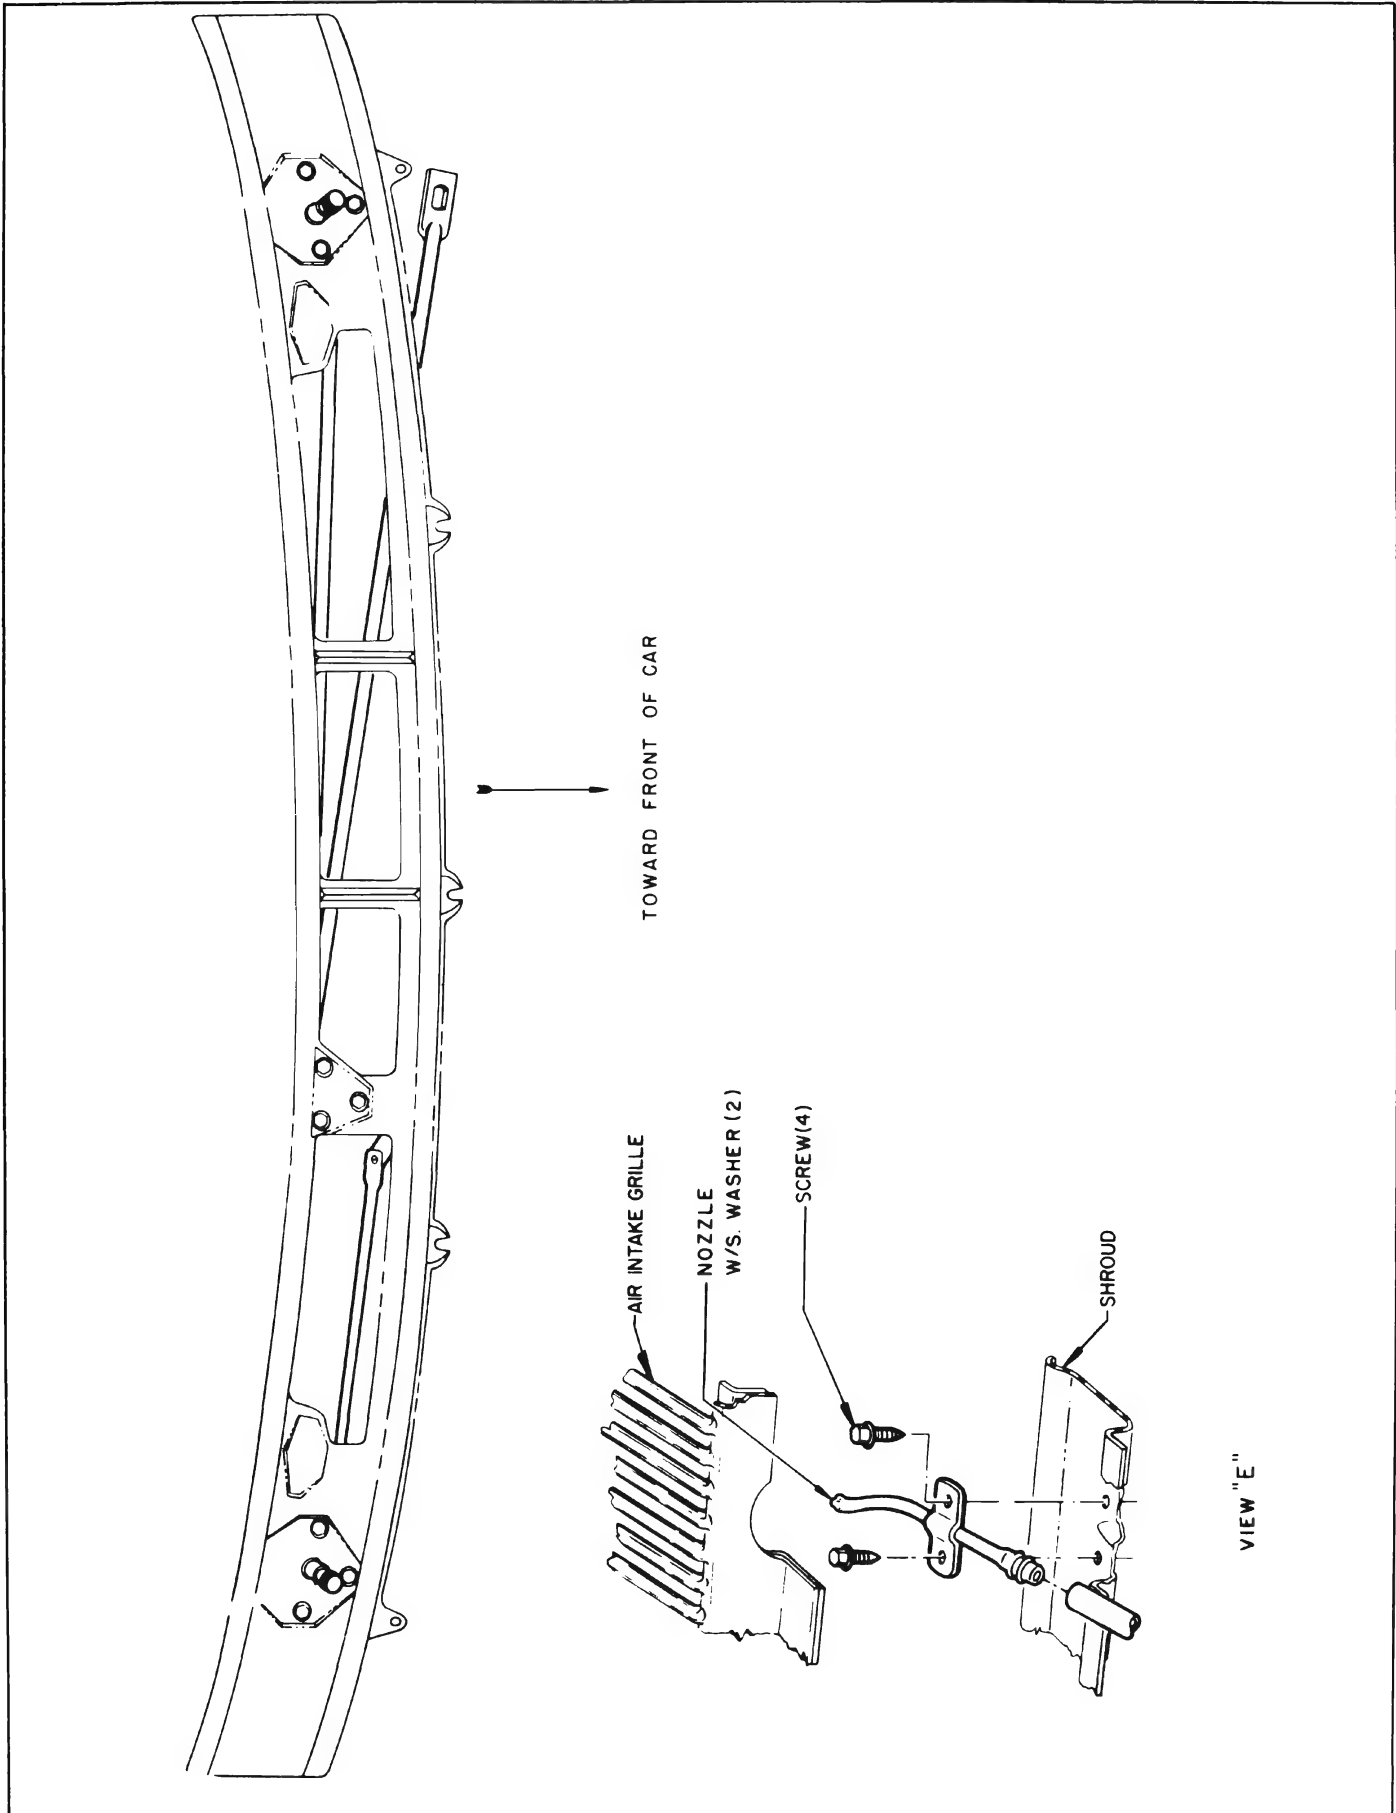 TOWARD FRONT OF CAR
AIR INTAKE GRILLE
NOZZLE
W/S. WASHER (2)
SCREW(4)
SHROUD
VIEW "E"